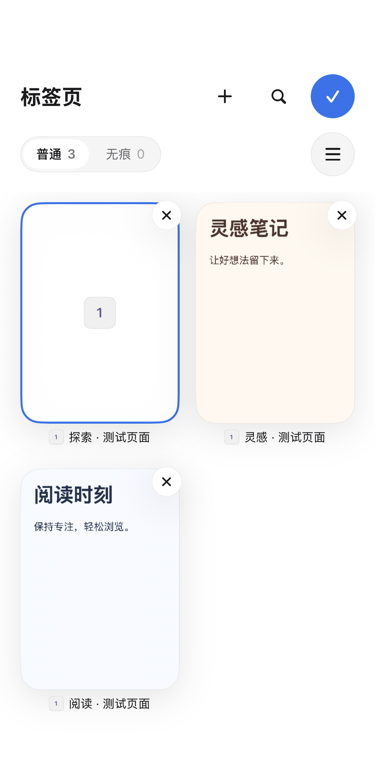 标签页
普通 3 无痕 0
1
灵感笔记
让好想法留下来。
1 探索 · 测试页面
1 灵感 · 测试页面
阅读时刻
保持专注，轻松浏览。
1 阅读 · 测试页面